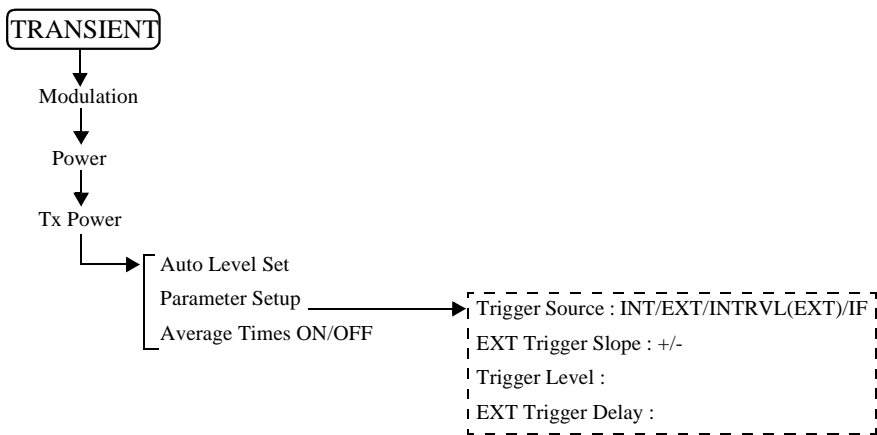 TRANSIENT
Modulation
Power
Tx Power
Auto Level Set
Parameter Setup
Average Times ON/OFF
Trigger Source : INT/EXT/INTRVL(EXT)/IF
EXT Trigger Slope : +/-
Trigger Level :
EXT Trigger Delay :